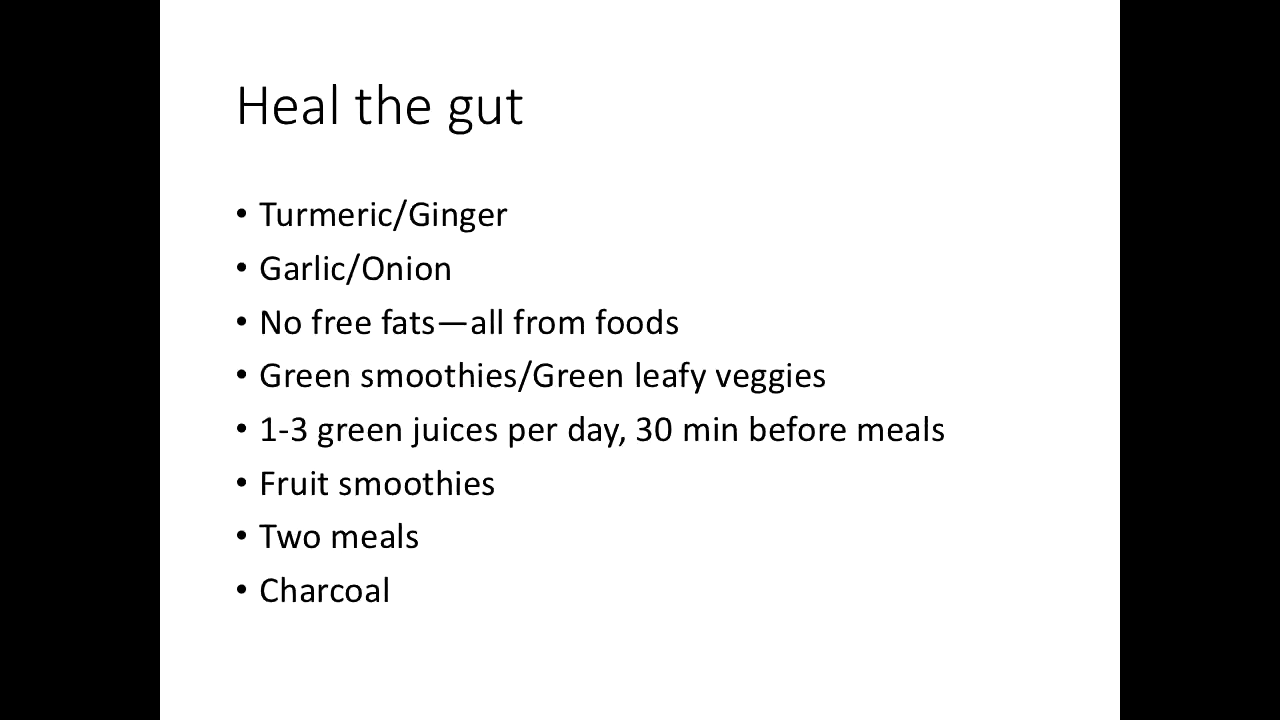 Heal the gut
• Turmeric/Ginger
• Garlic/Onion
• No free fats—all from foods
• Green smoothies/Green leafy veggies
• 1-3 green juices per day, 30 min before meals
• Fruit smoothies
• Two meals
• Charcoal